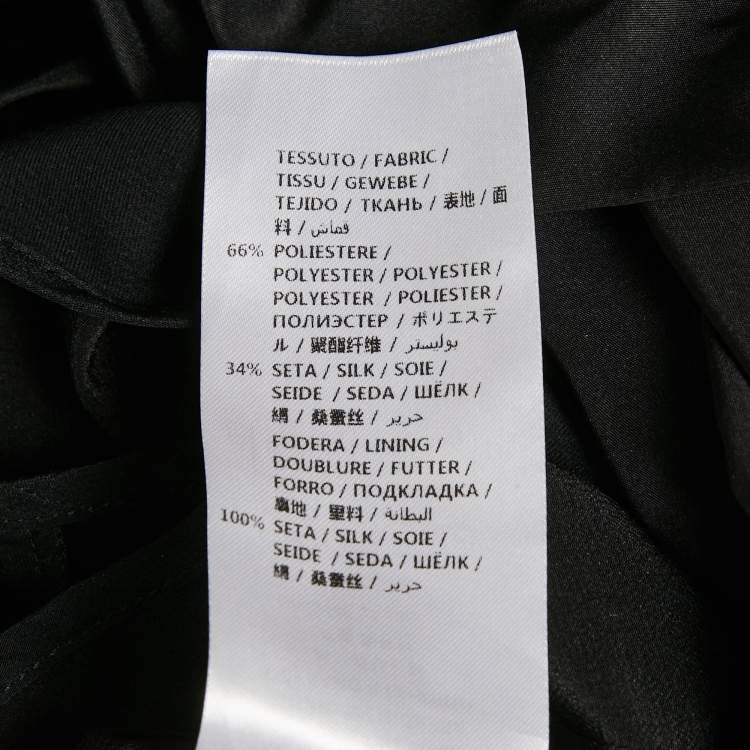 TESSUTO / FABRIC /
TISSU / GEWEBE /
TEJIDO / ТКАНЬ / 表地 / 面
料 / قماش
66% POLIESTERE /
POLYESTER / POLYESTER /
POLYESTER / POLIESTER /
ПОЛИЭСТЕР / ポリエステ
ル / 聚酯纤维 / بوليستر
34% SETA / SILK / SOIE /
SEIDE / SEDA / ШЁЛК /
絹 / 桑蚕丝 / حرير
FODERA / LINING /
DOUBLURE / FUTTER /
FORRO / ПОДКЛАДКА /
裏地 / 里料 / البطانة
100% SETA / SILK / SOIE /
SEIDE / SEDA / ШЁЛК /
絹 / 桑蚕丝 / حرير